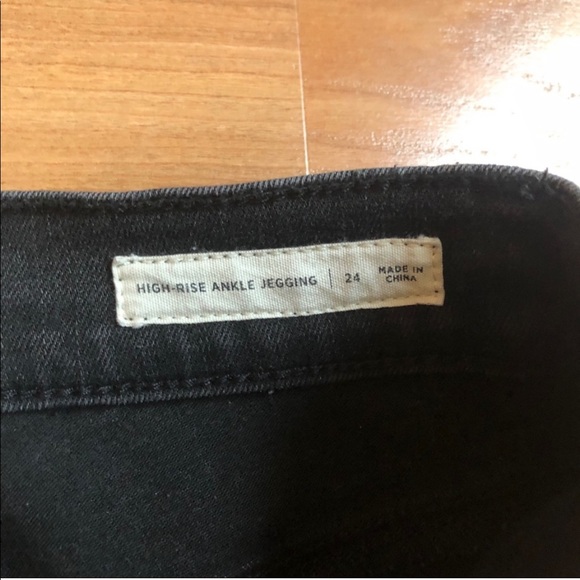 HIGH-RISE ANKLE JEGGING | 24 MADE IN
CHINA